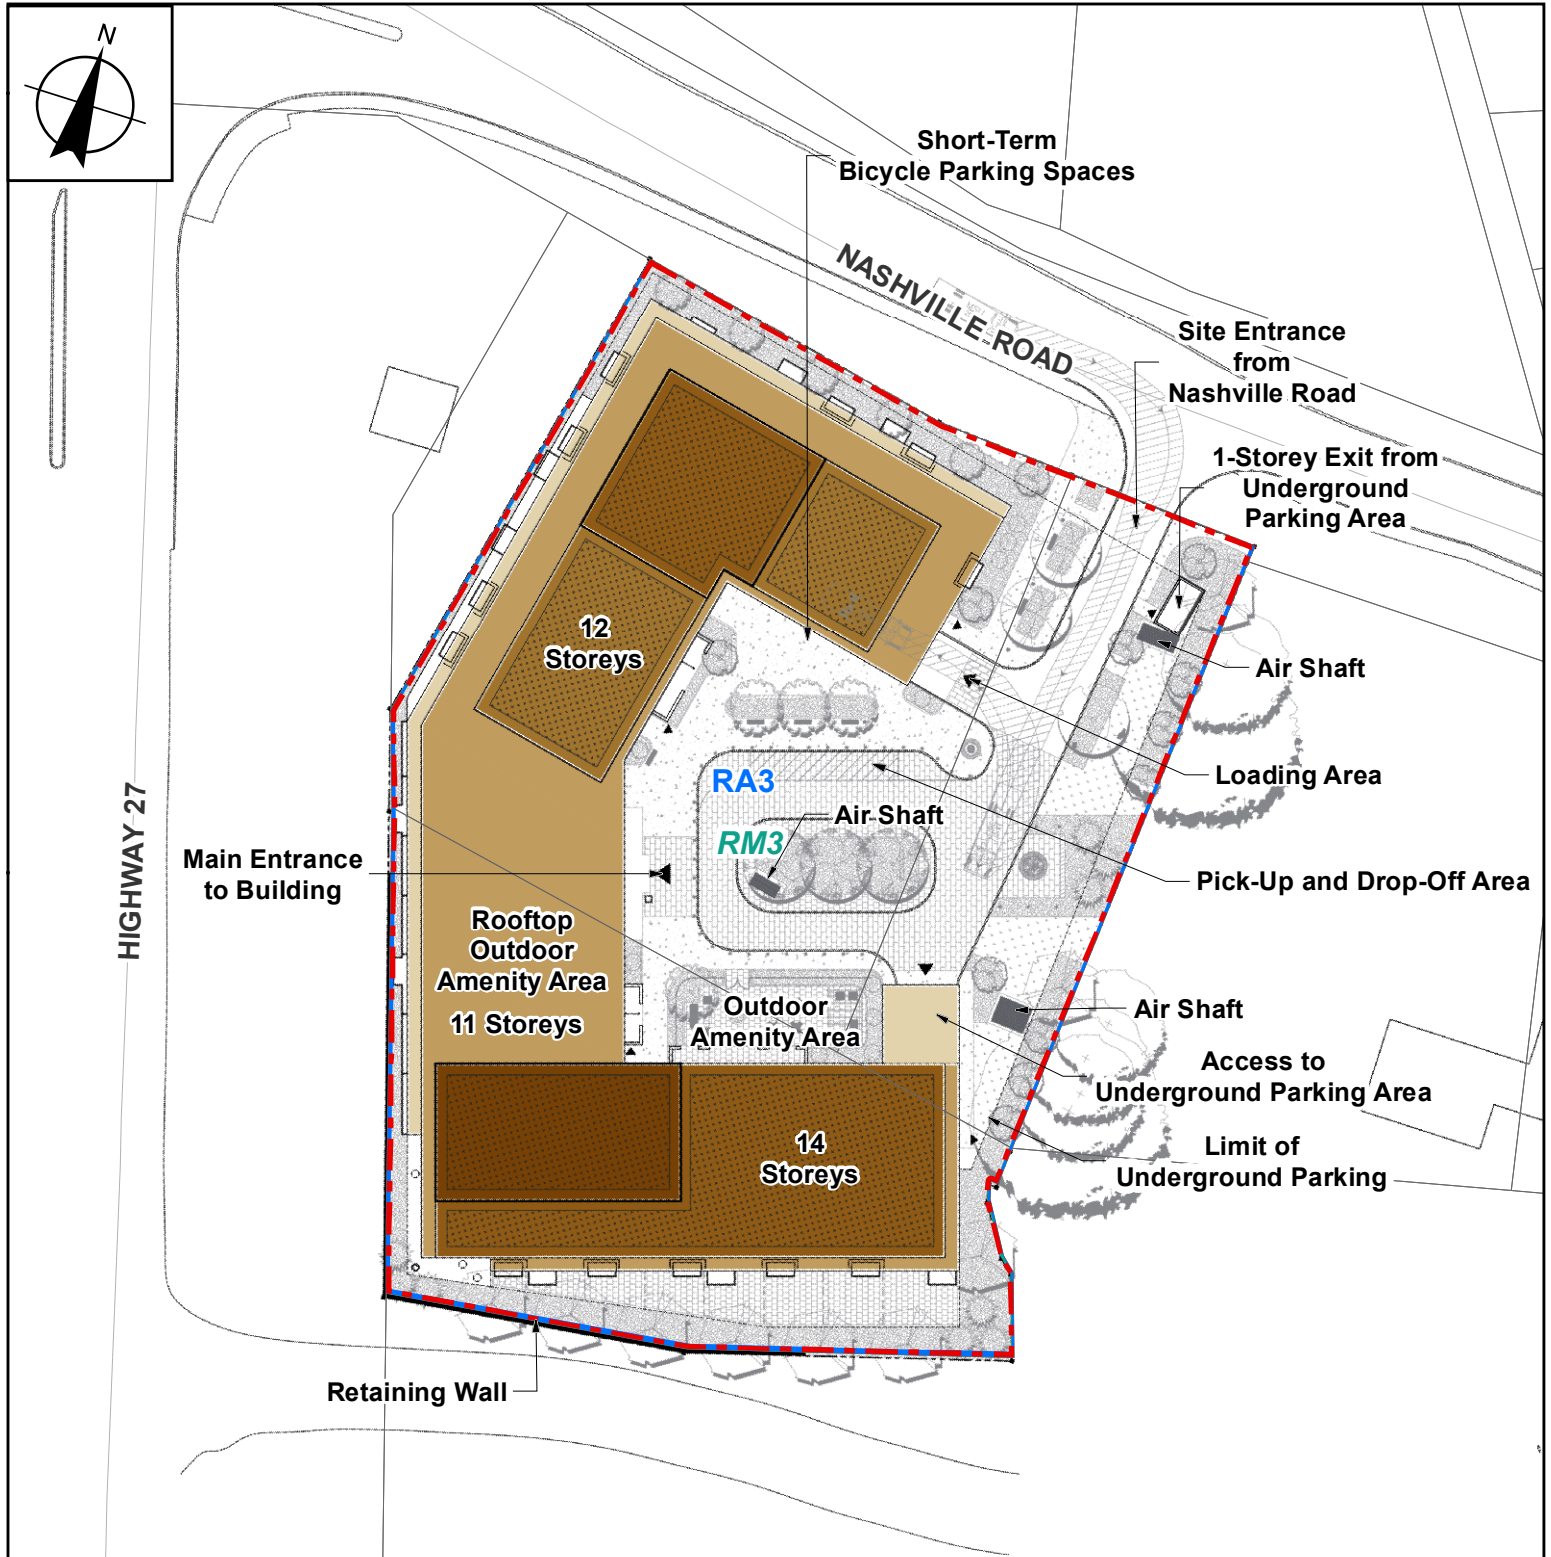 N
Short-Term
Bicycle Parking Spaces
NASHVILLE ROAD
Site Entrance
from
Nashville Road
1-Storey Exit from
Underground
Parking Area
12
Storeys
Air Shaft
Loading Area
RA3
Air Shaft
RM3
Main Entrance
to Building
Pick-Up and Drop-Off Area
HIGHWAY 27
Rooftop
Outdoor
Amenity Area
11 Storeys
Outdoor
Amenity Area
Air Shaft
Access to
Underground Parking Area
14
Storeys
Limit of
Underground Parking
Retaining Wall